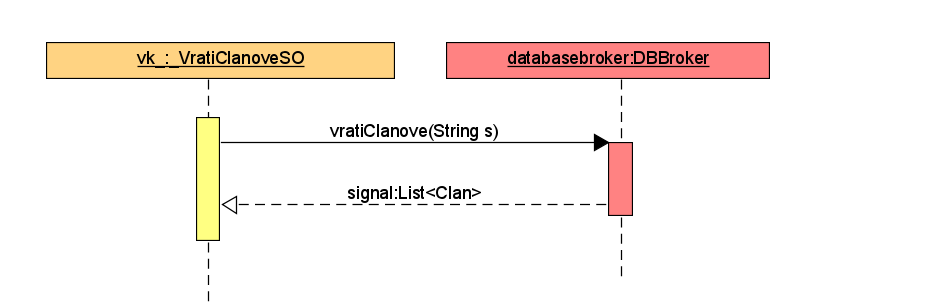 vk_:_VratiClanoveSO
databasebroker:DBBroker
vratiClanove(String s)
signal:List<Clan>